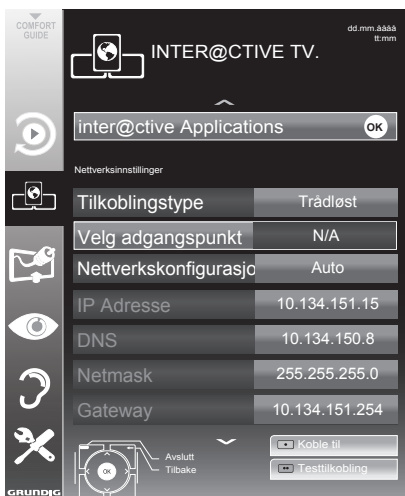 COMFORT
GUIDE
INTER@CTIVE TV.
dd.mm.åååå
tt:mm
inter@ctive Applications OK
Nettverksinnstillinger
Tilkoblingstype Trådløst
Velg adgangspunkt N/A
Nettverkskonfigurasjo Auto
IP Adresse 10.134.151.15
DNS 10.134.150.8
Netmask 255.255.255.0
Gateway 10.134.151.254
OK
Avslutt
Tilbake
Koble til
Testtilkobling
GRUNDIG